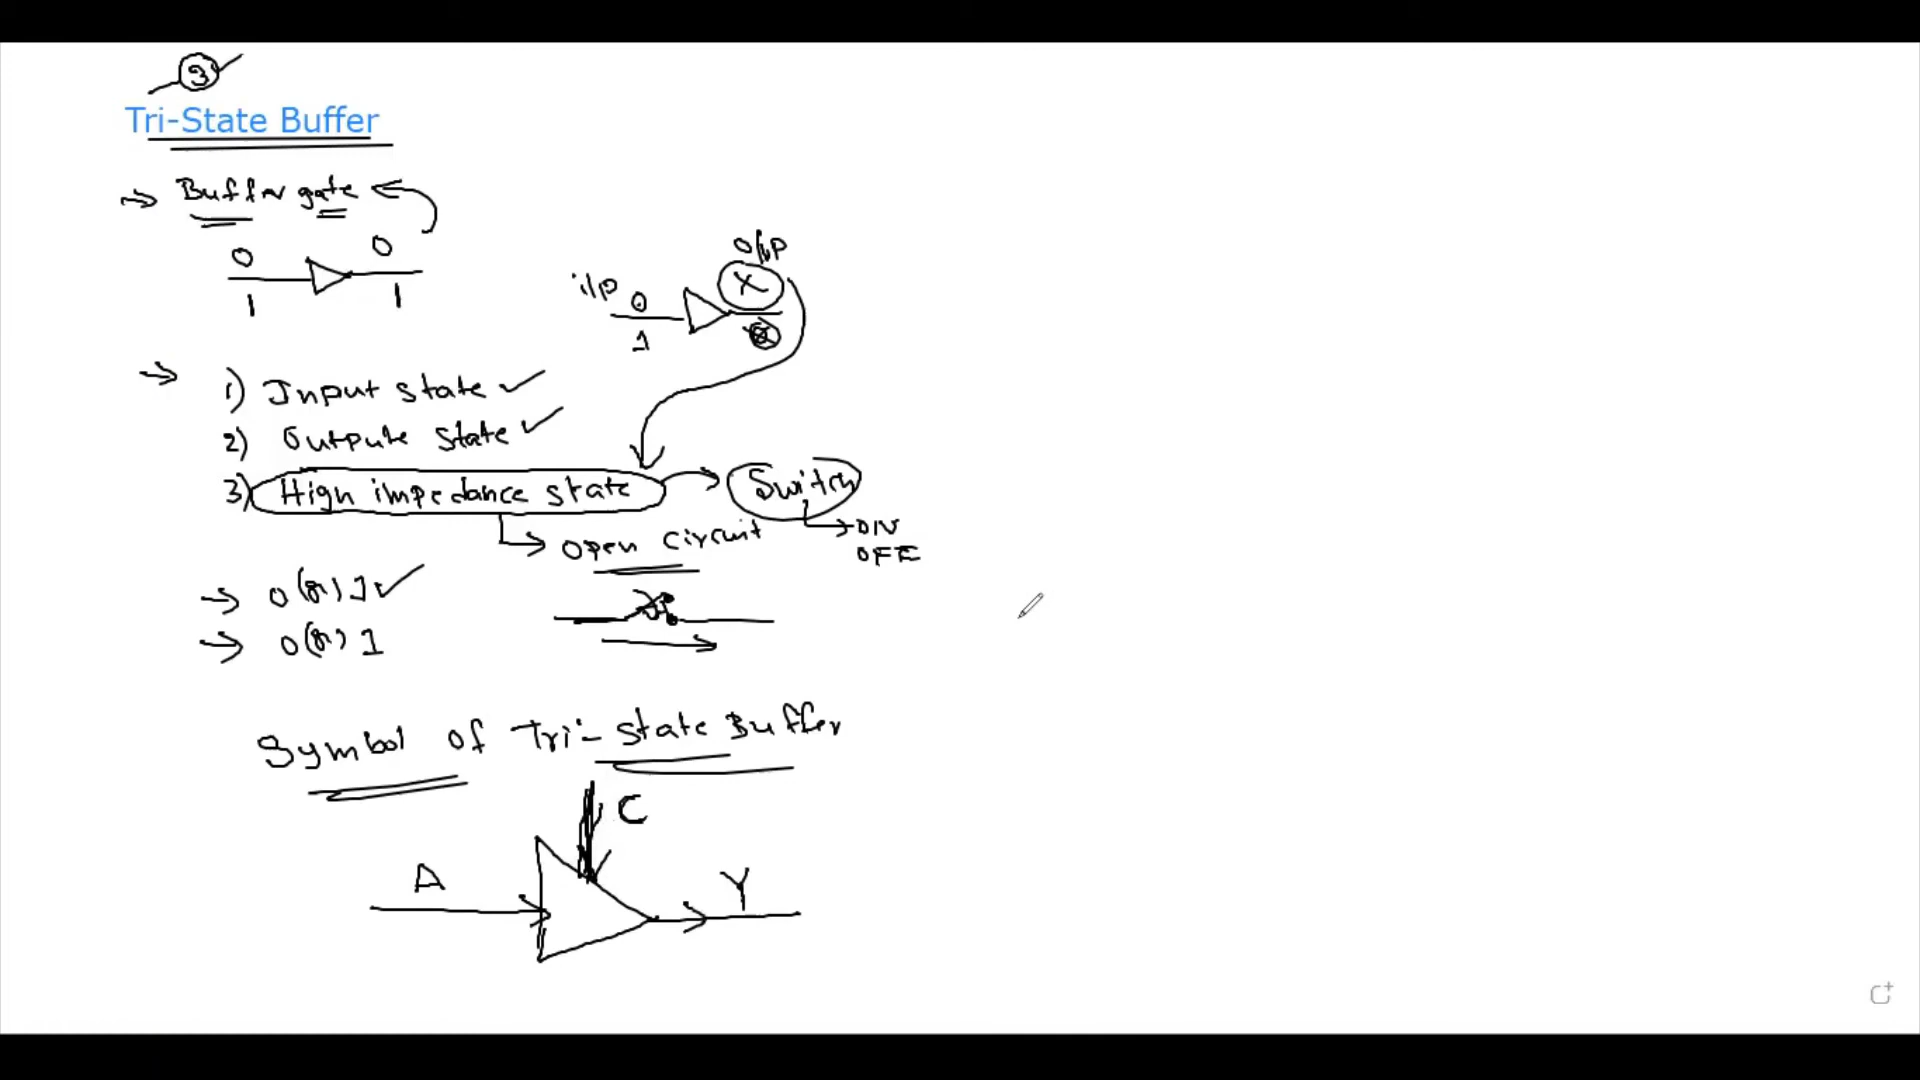 3
Tri-State Buffer
→ Buffer gate
0 0
1 1
i/p 0 X o/p
1
→ 1) Input state ✓
2) Outpute state ✓
3) High impedance state → Switch
→ ON
OFF
→ open circuit
→ 0 (or) 1 ✓
→ 0 (or) 1
Symbol of Tri-state Buffer
C
A Y